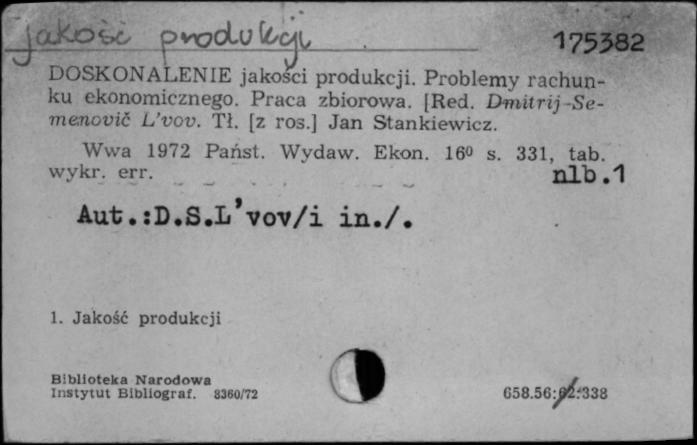 jakość produkcji
175382
DOSKONALENIE jakości produkcji. Problemy rachun-
ku ekonomicznego. Praca zbiorowa. [Red. Dmitrij Se-
menovič L'vov. Tł. [z ros.] Jan Stankiewicz.
Wwa 1972 Państ. Wydaw. Ekon. 16⁰ s. 331, tab.
wykr. err. nlb.1
Aut.:D.S.L'vov/i in./.
1. Jakość produkcji
Biblioteka Narodowa
Instytut Bibliograf. 8360/72
658.56:62:338